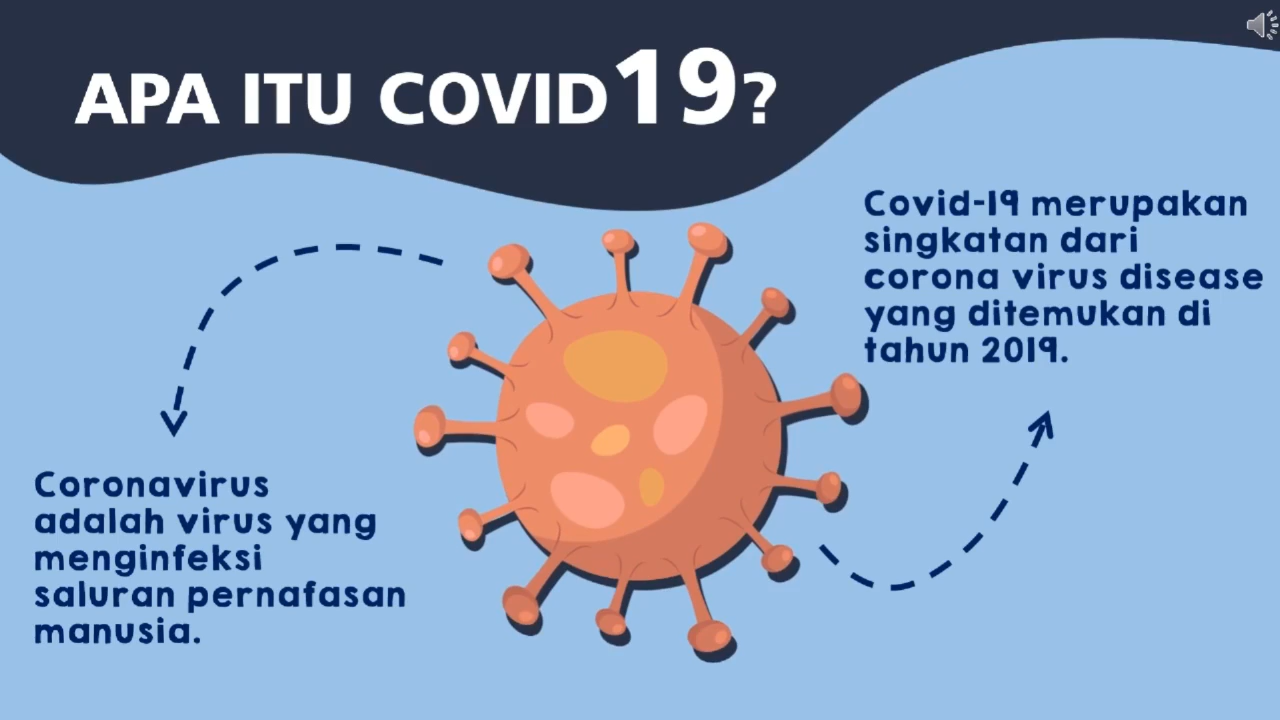 APA ITU COVID19?
Covid-19 merupakan
singkatan dari
corona virus disease
yang ditemukan di
tahun 2019.
Coronavirus
adalah virus yang
menginfeksi
saluran pernafasan
manusia.